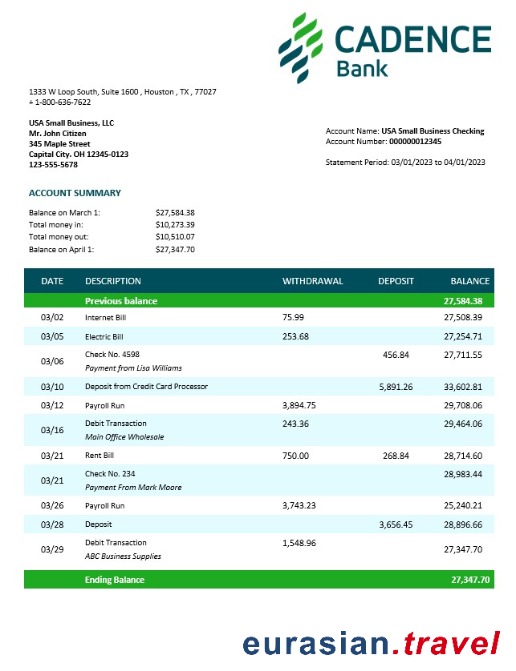 CADENCE
Bank
1333 W Loop South, Suite 1600 , Houston , TX , 77027
+ 1-800-636-7622
USA Small Business, LLC
Mr. John Citizen
345 Maple Street
Capital City. OH 12345-0123
123-555-5678
Account Name: USA Small Business Checking
Account Number: 000000012345
Statement Period: 03/01/2023 to 04/01/2023
ACCOUNT SUMMARY
Balance on March 1: $27,584.38
Total money in: $10,273.39
Total money out: $10,510.07
Balance on April 1: $27,347.70
DATE DESCRIPTION WITHDRAWAL DEPOSIT BALANCE
Previous balance 27,584.38
03/02 Internet Bill 75.99 27,508.39
03/05 Electric Bill 253.68 27,254.71
03/06 Check No. 4598 456.84 27,711.55
Payment from Lisa Williams
03/10 Deposit from Credit Card Processor 5,891.26 33,602.81
03/12 Payroll Run 3,894.75 29,708.06
03/16 Debit Transaction 243.36 29,464.06
Main Office Wholesale
03/21 Rent Bill 750.00 268.84 28,714.60
03/21 Check No. 234 28,983.44
Payment From Mark Moore
03/26 Payroll Run 3,743.23 25,240.21
03/28 Deposit 3,656.45 28,896.66
03/29 Debit Transaction 1,548.96 27,347.70
ABC Business Supplies
Ending Balance 27,347.70
eurasian.travel